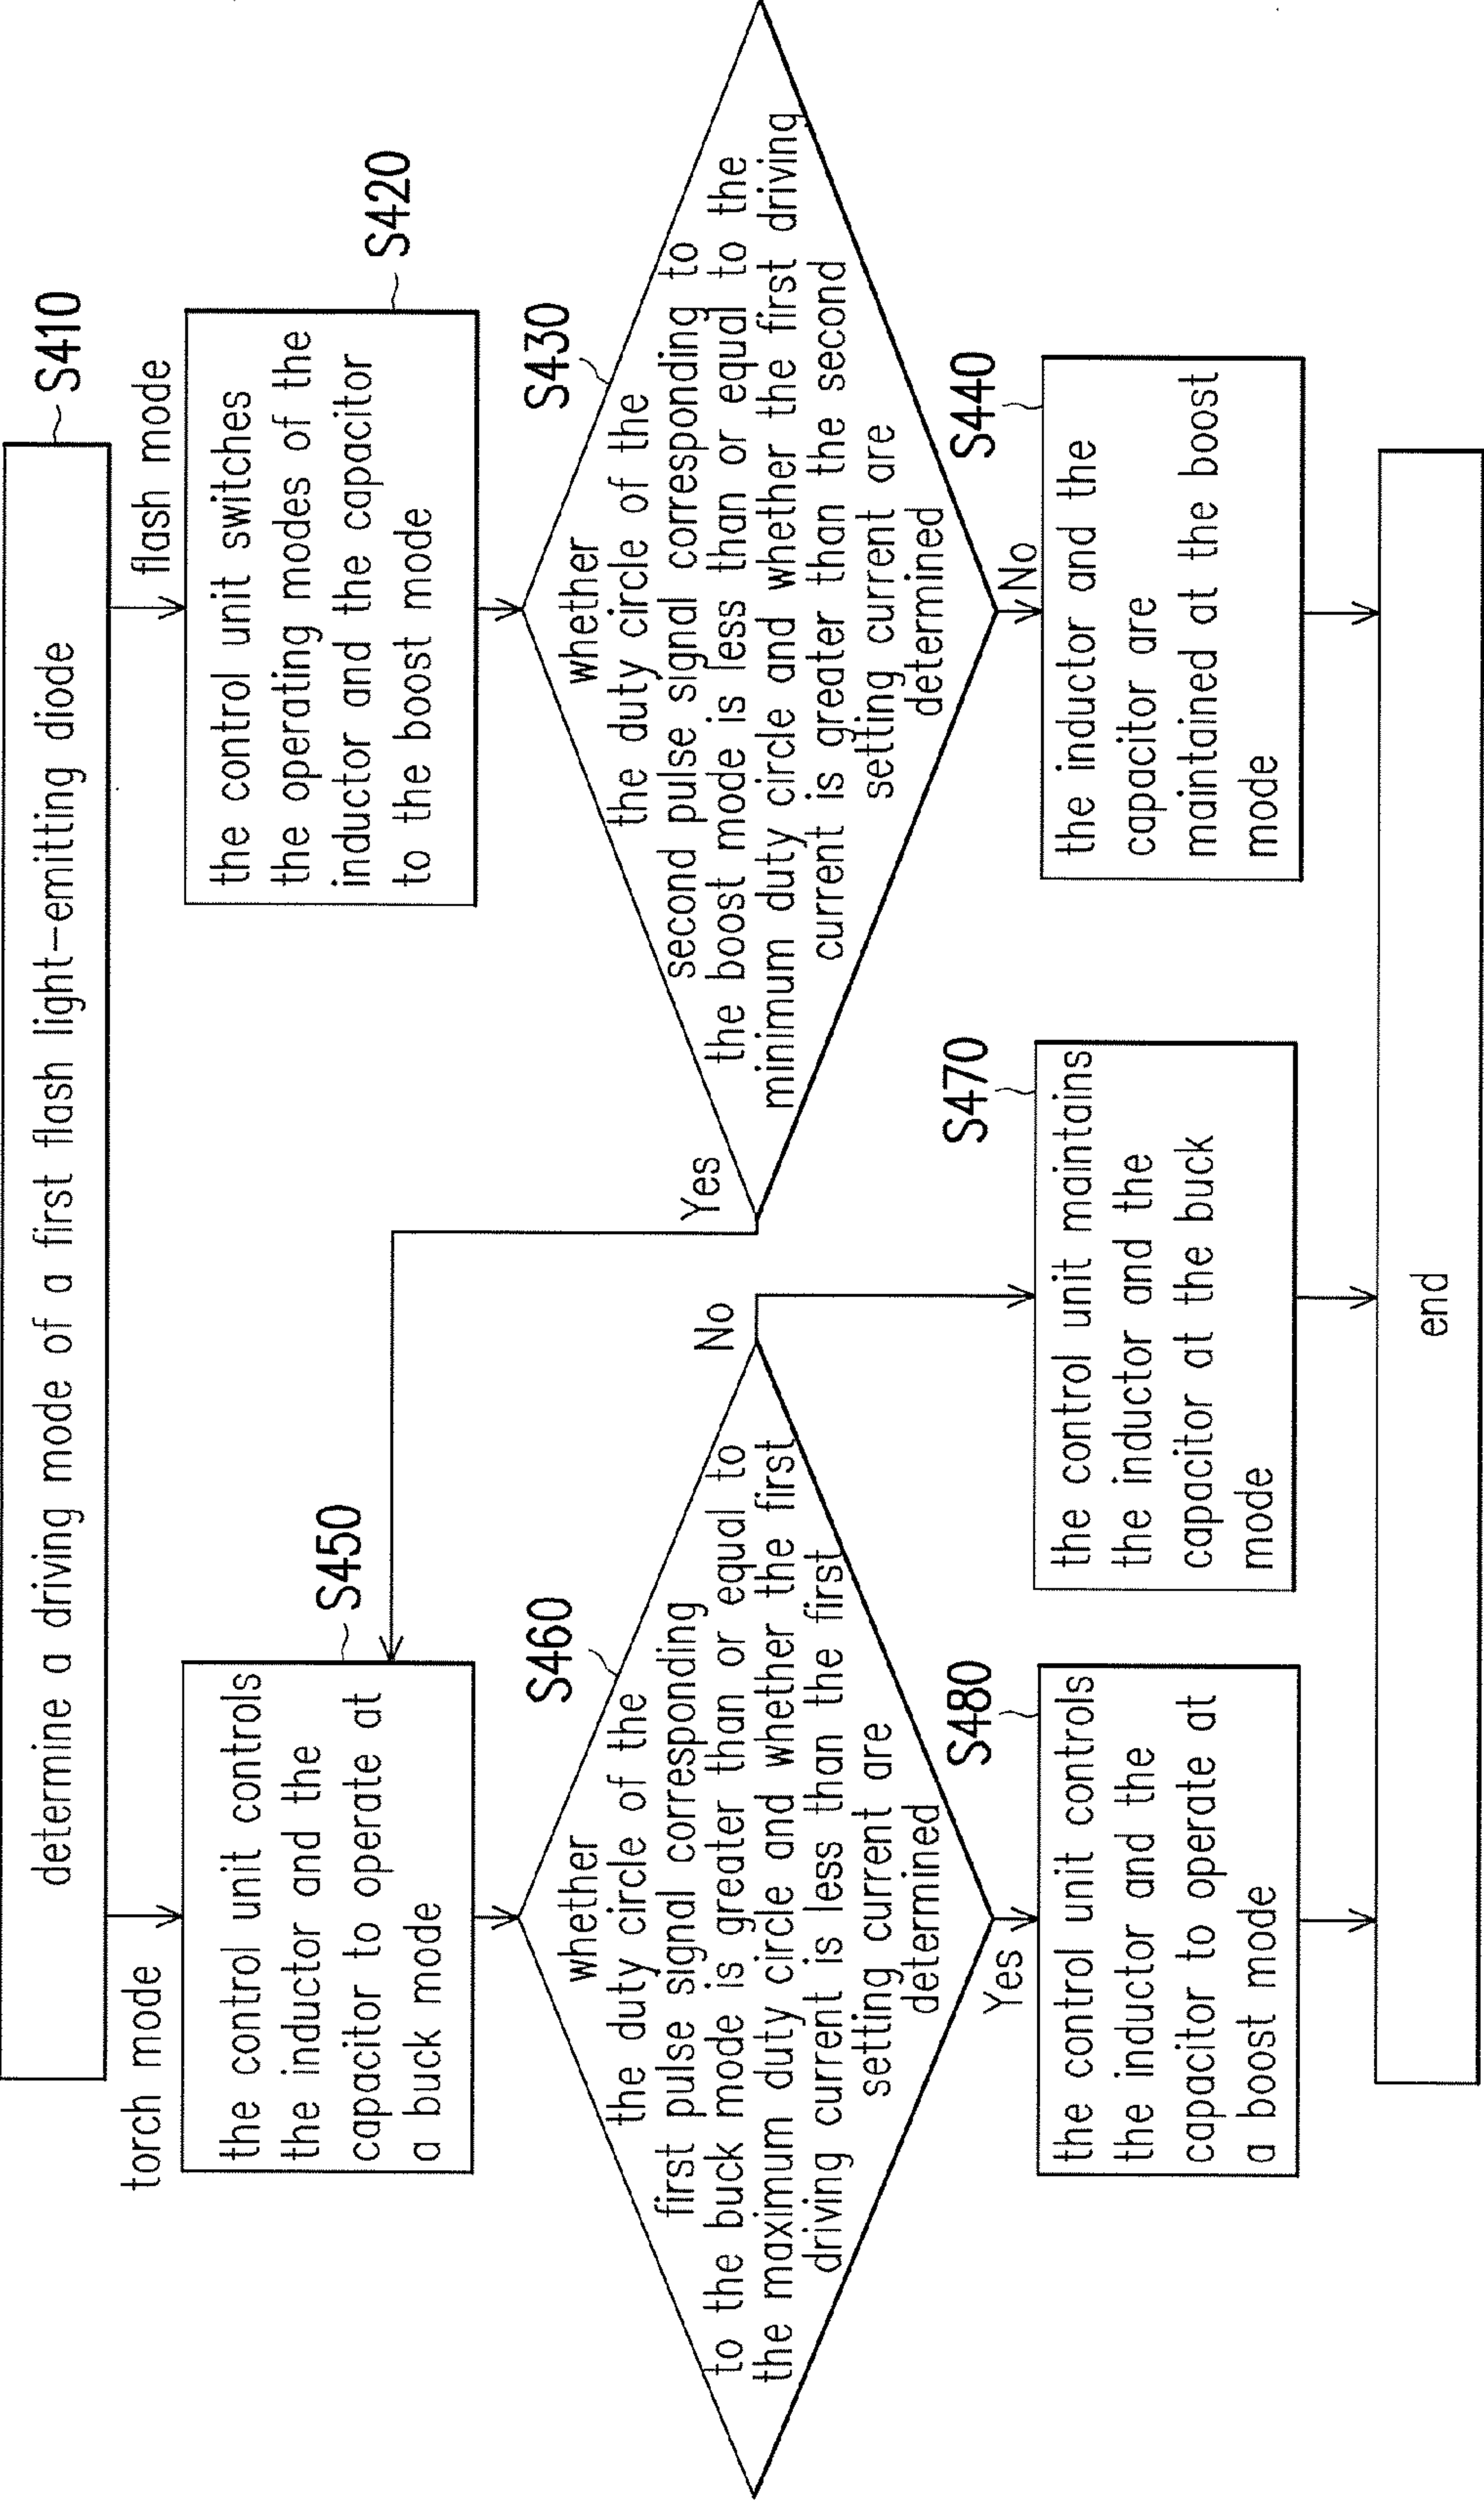 determine a driving mode of a first flash light-emitting diode
S410
torch mode
flash mode
the control unit controls
the inductor and the
capacitor to operate at
a buck mode
S450
the control unit switches
the operating modes of the
inductor and the capacitor
to the boost mode
S420
whether
the duty circle of the
first pulse signal corresponding
to the buck mode is greater than or equal to
the maximum duty circle and whether the first
driving current is less than the first
setting current are
determined
S460
No
Yes
whether
the duty circle of the
second pulse signal corresponding to
the boost mode is less than or equal to the
minimum duty circle and whether the first driving
current is greater than the second
setting current are
determined
S430
Yes
No
the control unit controls
the inductor and the
capacitor to operate at
a boost mode
S480
the control unit maintains
the inductor and the
capacitor at the buck
mode
S470
the inductor and the
capacitor are
maintained at the boost
mode
S440
end